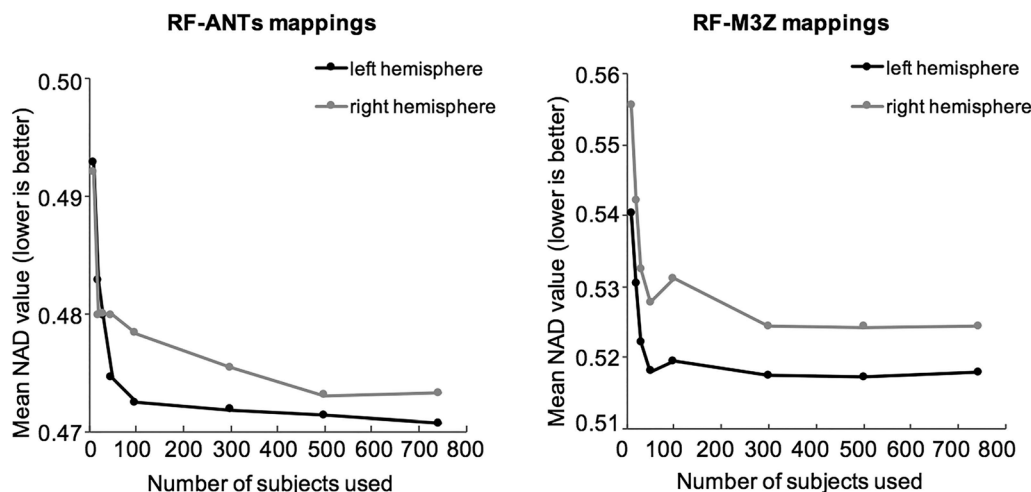 RF-ANTs mappings
left hemisphere
right hemisphere
Mean NAD value (lower is better)
0.50
0.49
0.48
0.47
0 100 200 300 400 500 600 700 800
Number of subjects used
RF-M3Z mappings
left hemisphere
right hemisphere
Mean NAD value (lower is better)
0.56
0.55
0.54
0.53
0.52
0.51
0 100 200 300 400 500 600 700 800
Number of subjects used